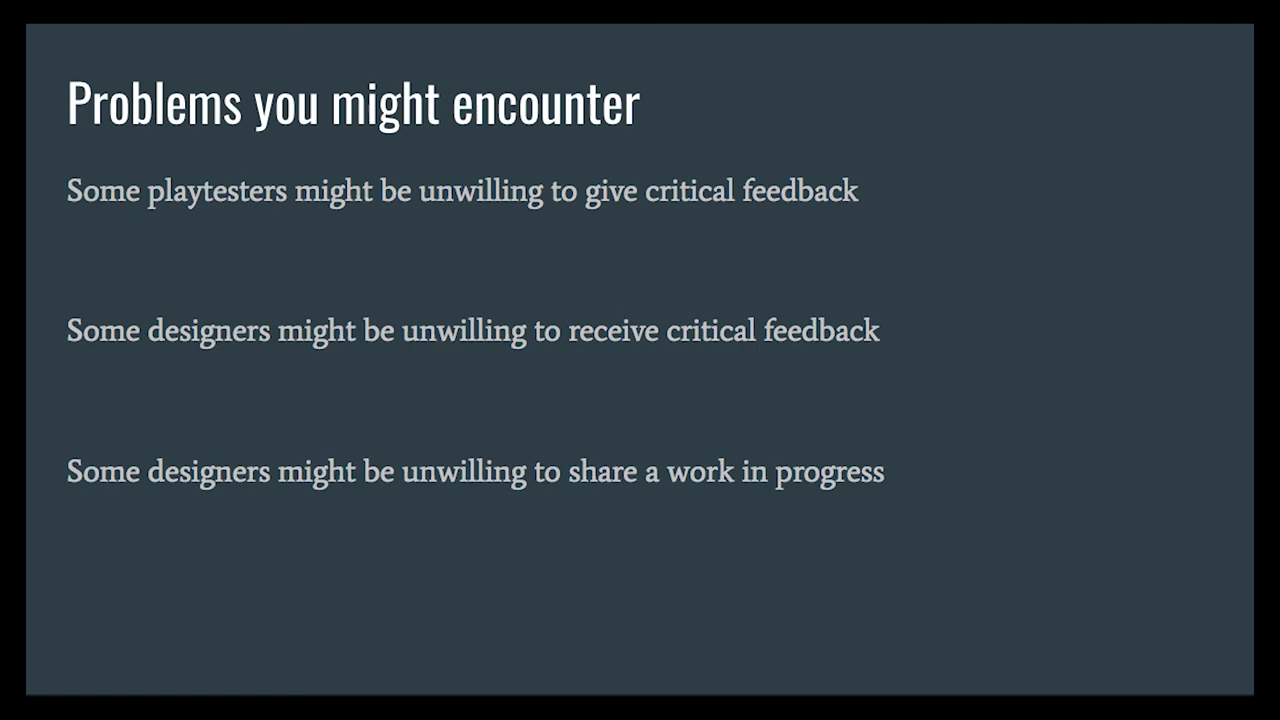 Problems you might encounter
Some playtesters might be unwilling to give critical feedback
Some designers might be unwilling to receive critical feedback
Some designers might be unwilling to share a work in progress